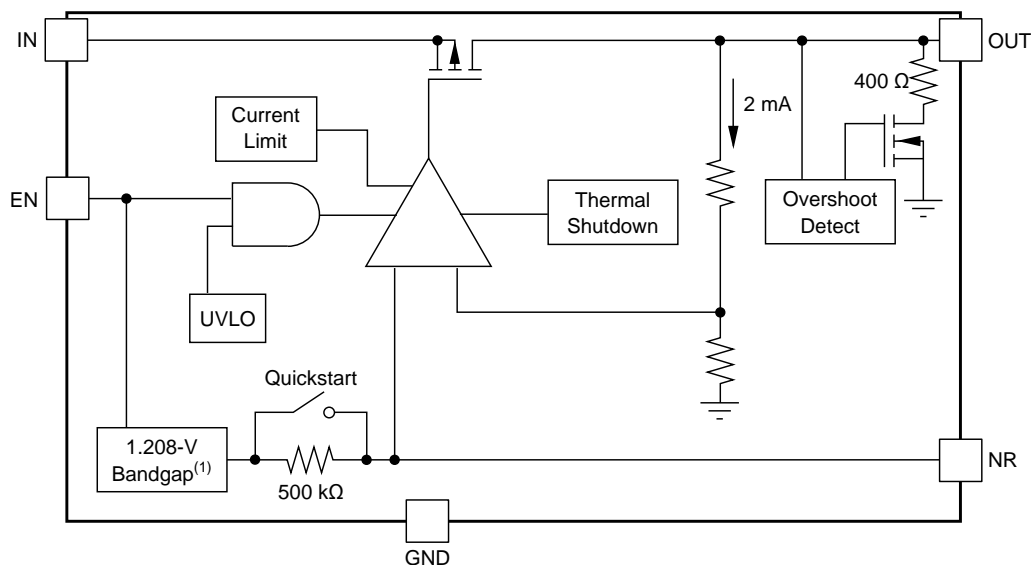 IN
OUT
400 Ω
2 mA
Current
Limit
EN
Thermal
Shutdown
Overshoot
Detect
UVLO
Quickstart
1.208-V
Bandgap(1)
500 kΩ
NR
GND